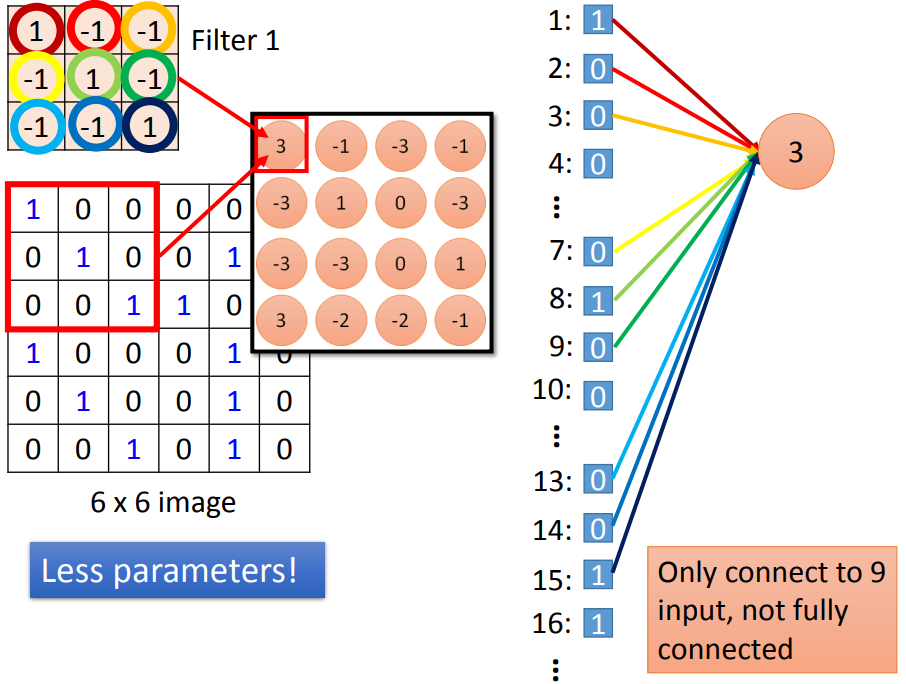 1 -1 -1
-1 1 -1
-1 -1 1
Filter 1
3 -1 -3 -1
-3 1 0 -3
-3 -3 0 1
3 -2 -2 -1
1 0 0 0 0
0 1 0 0 1
0 0 1 1 0
1 0 0 0 1 0
0 1 0 0 1 0
0 0 1 0 1 0
6 x 6 image
Less parameters!
1: 1
2: 0
3: 0
4: 0
⋮
7: 0
8: 1
9: 0
10: 0
⋮
13: 0
14: 0
15: 1
16: 1
⋮
3
Only connect to 9
input, not fully
connected